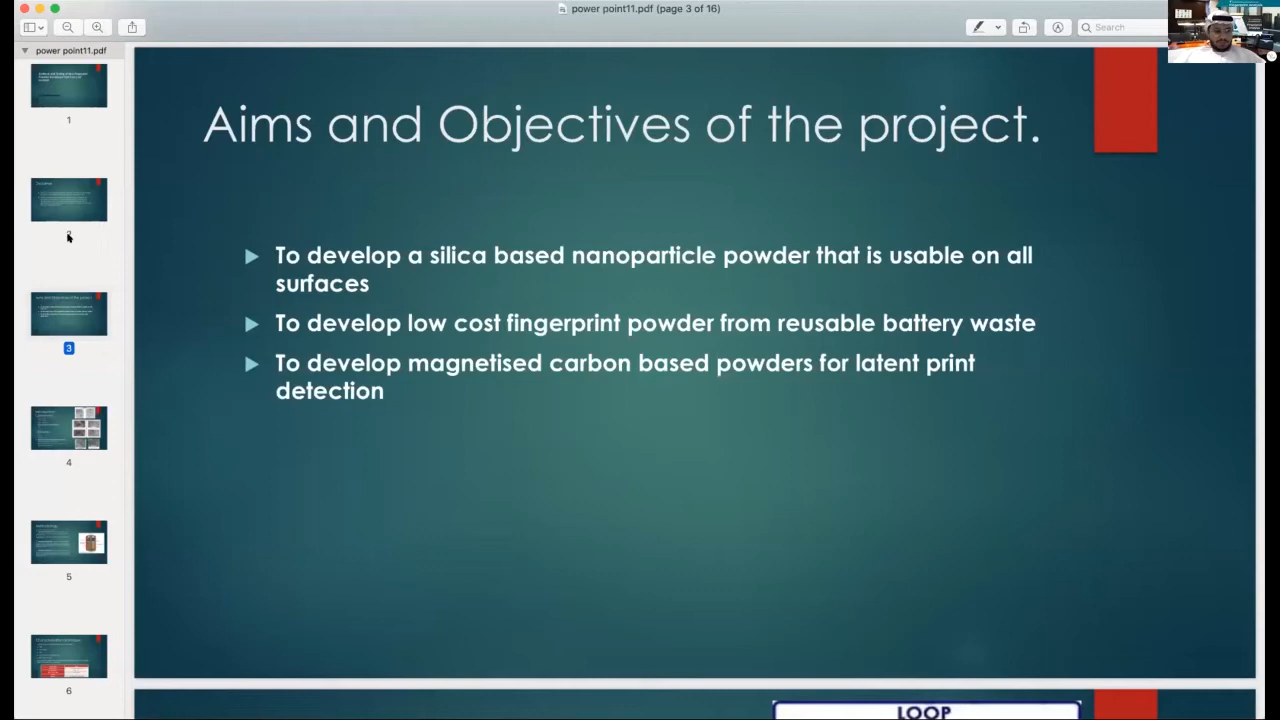 power point11.pdf (page 3 of 16)
Search
power point11.pdf
1
2
3
4
5
6
Aims and Objectives of the project.
To develop a silica based nanoparticle powder that is usable on all
surfaces
To develop low cost fingerprint powder from reusable battery waste
To develop magnetised carbon based powders for latent print
detection
LOOP